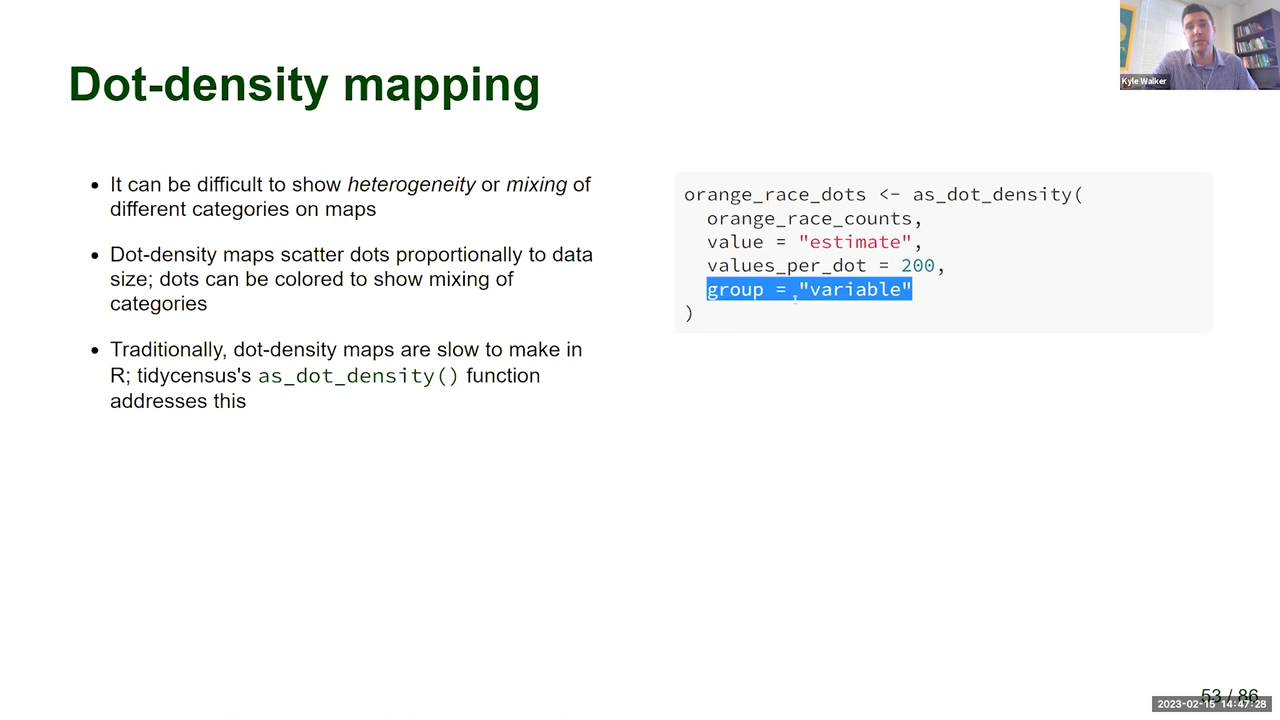 Kyle Walker
Dot-density mapping
It can be difficult to show heterogeneity or mixing of
different categories on maps
Dot-density maps scatter dots proportionally to data
size; dots can be colored to show mixing of
categories
Traditionally, dot-density maps are slow to make in
R; tidycensus's as_dot_density() function
addresses this
orange_race_dots <- as_dot_density(
  orange_race_counts,
  value = "estimate",
  values_per_dot = 200,
  group = "variable"
)
53 / 86
2023-02-15 14:47:28